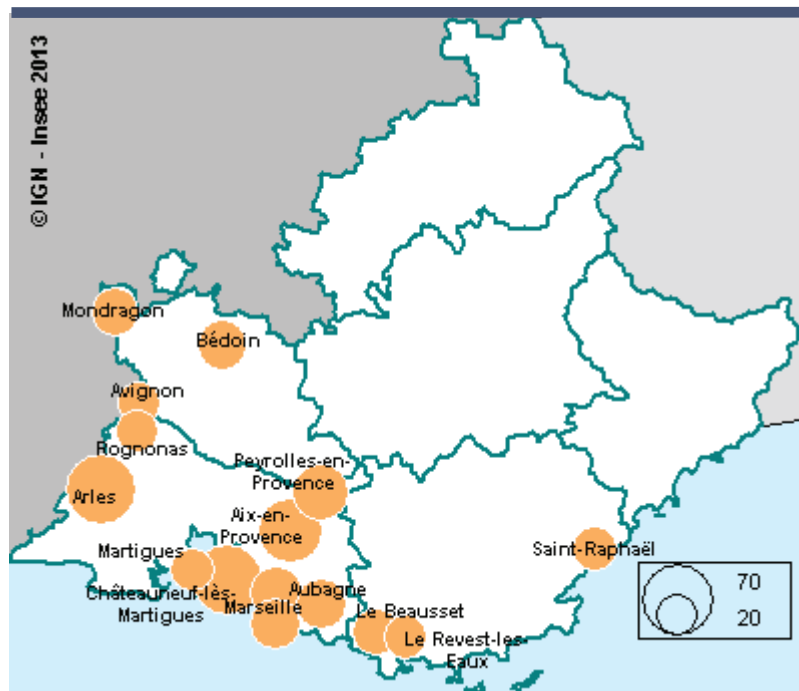 © IGN - Insee 2013
Mondragon
Bédoin
Avignon
Rognonas
Peyrolles-en-
Provence
Arles
Aix-en-
Provence
Saint-Raphaël
Martigues
Châteauneuf-lès-
Martigues
Marseille
Aubagne
Le Beausset
Le Revest-les-
Eaux
70
20